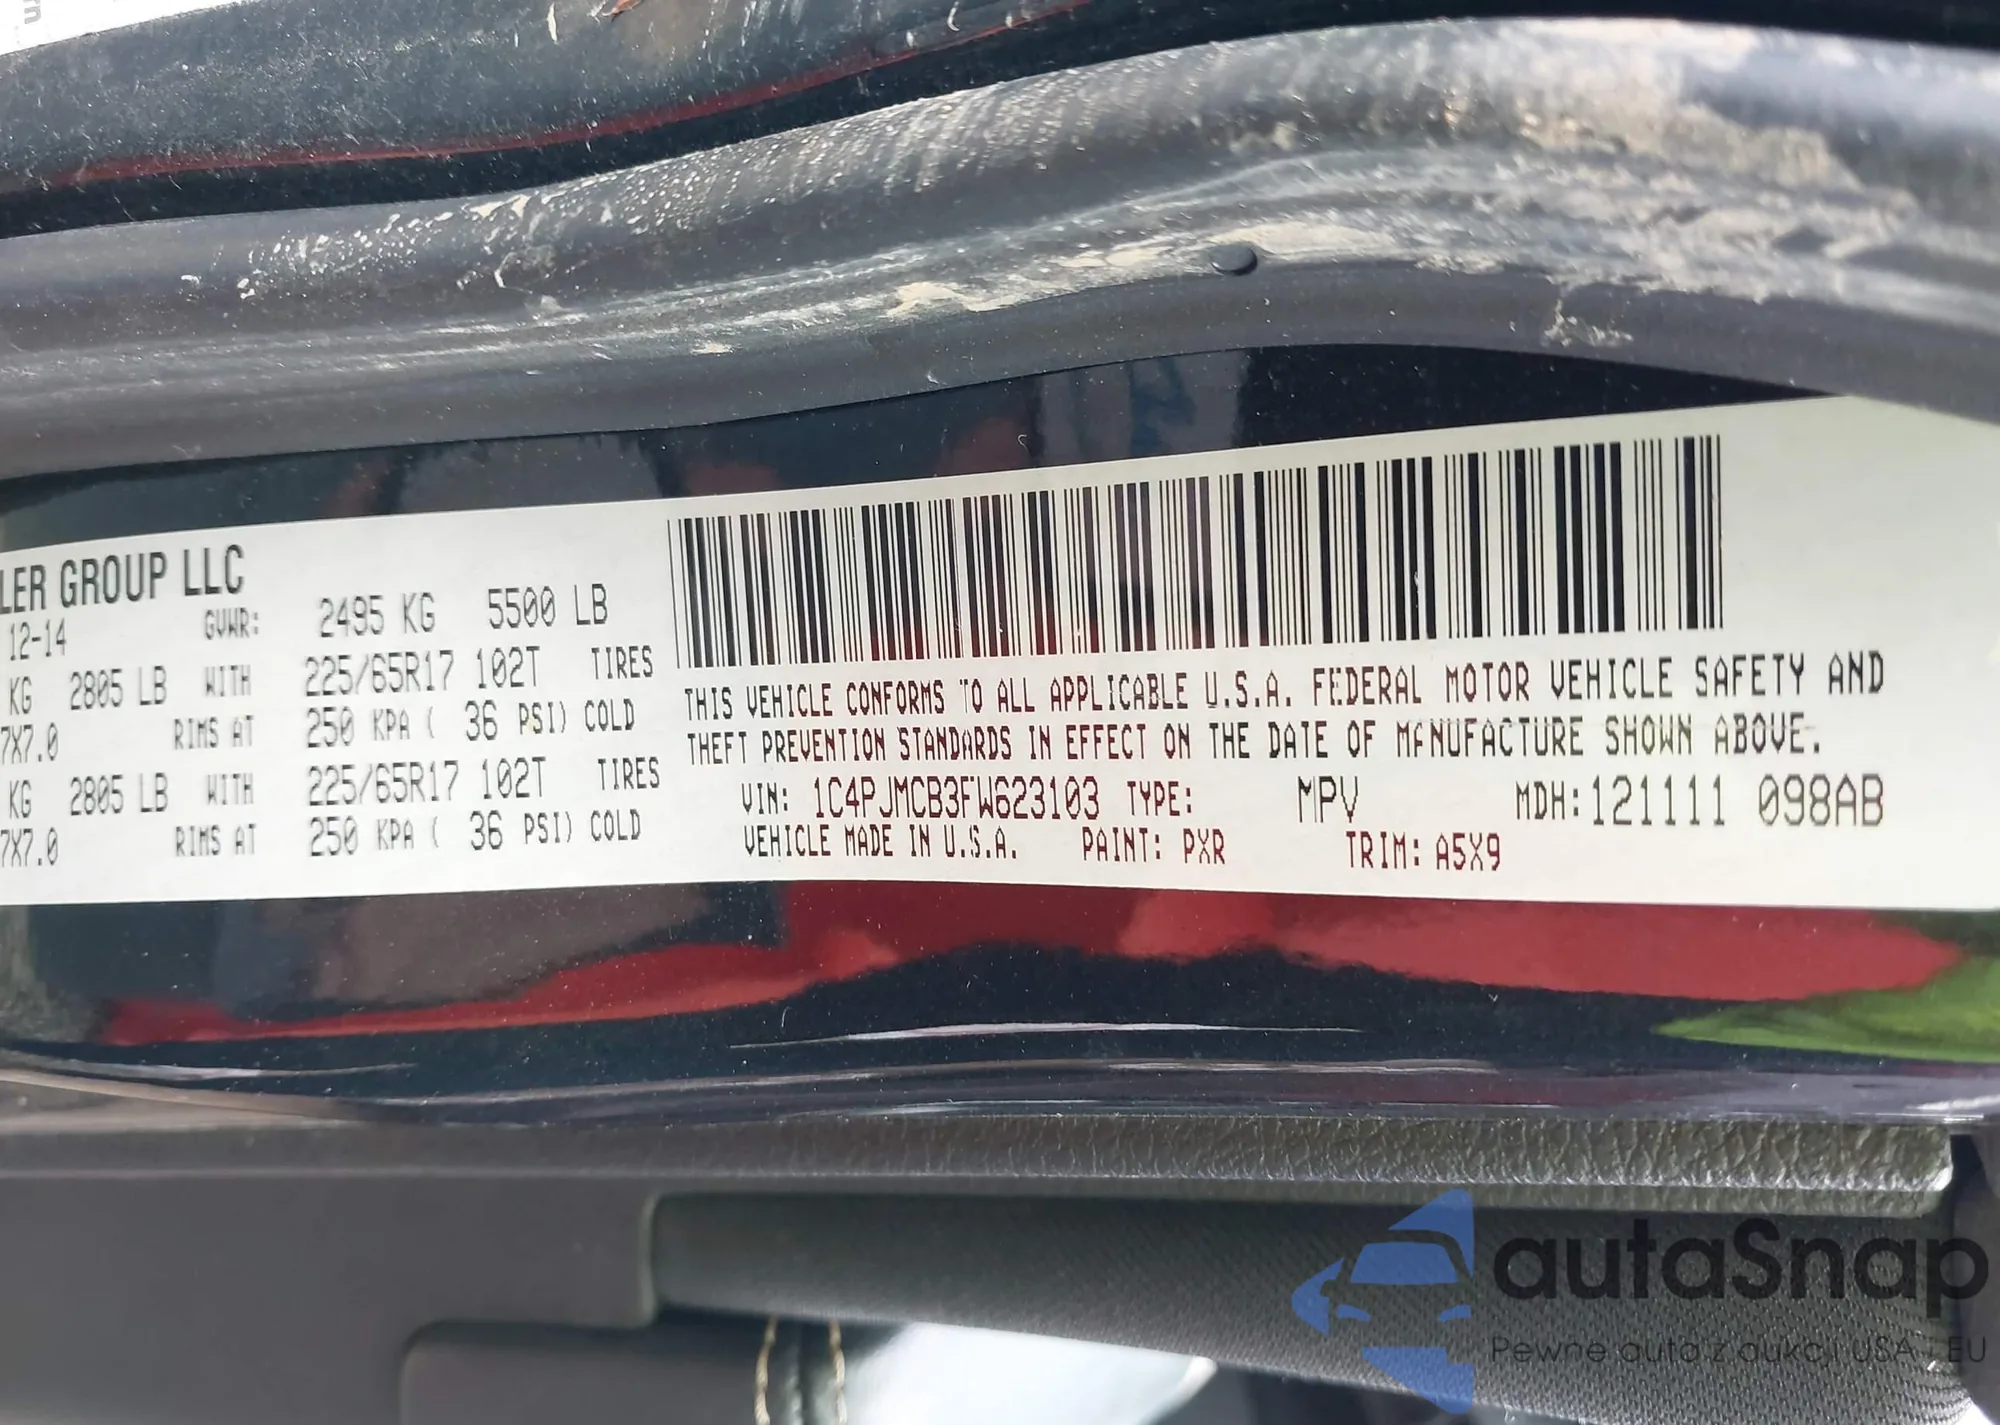 LER GROUP LLC
12-14 GVWR: 2495 KG 5500 LB
KG 2805 LB WITH 225/65R17 102T TIRES
7X7.0 RIMS AT 250 KPA ( 36 PSI) COLD
KG 2805 LB WITH 225/65R17 102T TIRES
7X7.0 RIMS AT 250 KPA ( 36 PSI) COLD
THIS VEHICLE CONFORMS TO ALL APPLICABLE U.S.A. FEDERAL MOTOR VEHICLE SAFETY AND
THEFT PREVENTION STANDARDS IN EFFECT ON THE DATE OF MANUFACTURE SHOWN ABOVE.
VIN: 1C4PJMCB3FW623103 TYPE: MPV MDH:121111 098AB
VEHICLE MADE IN U.S.A. PAINT: PXR TRIM: A5X9
autaSnap
Pewne auta z aukcji USA i EU